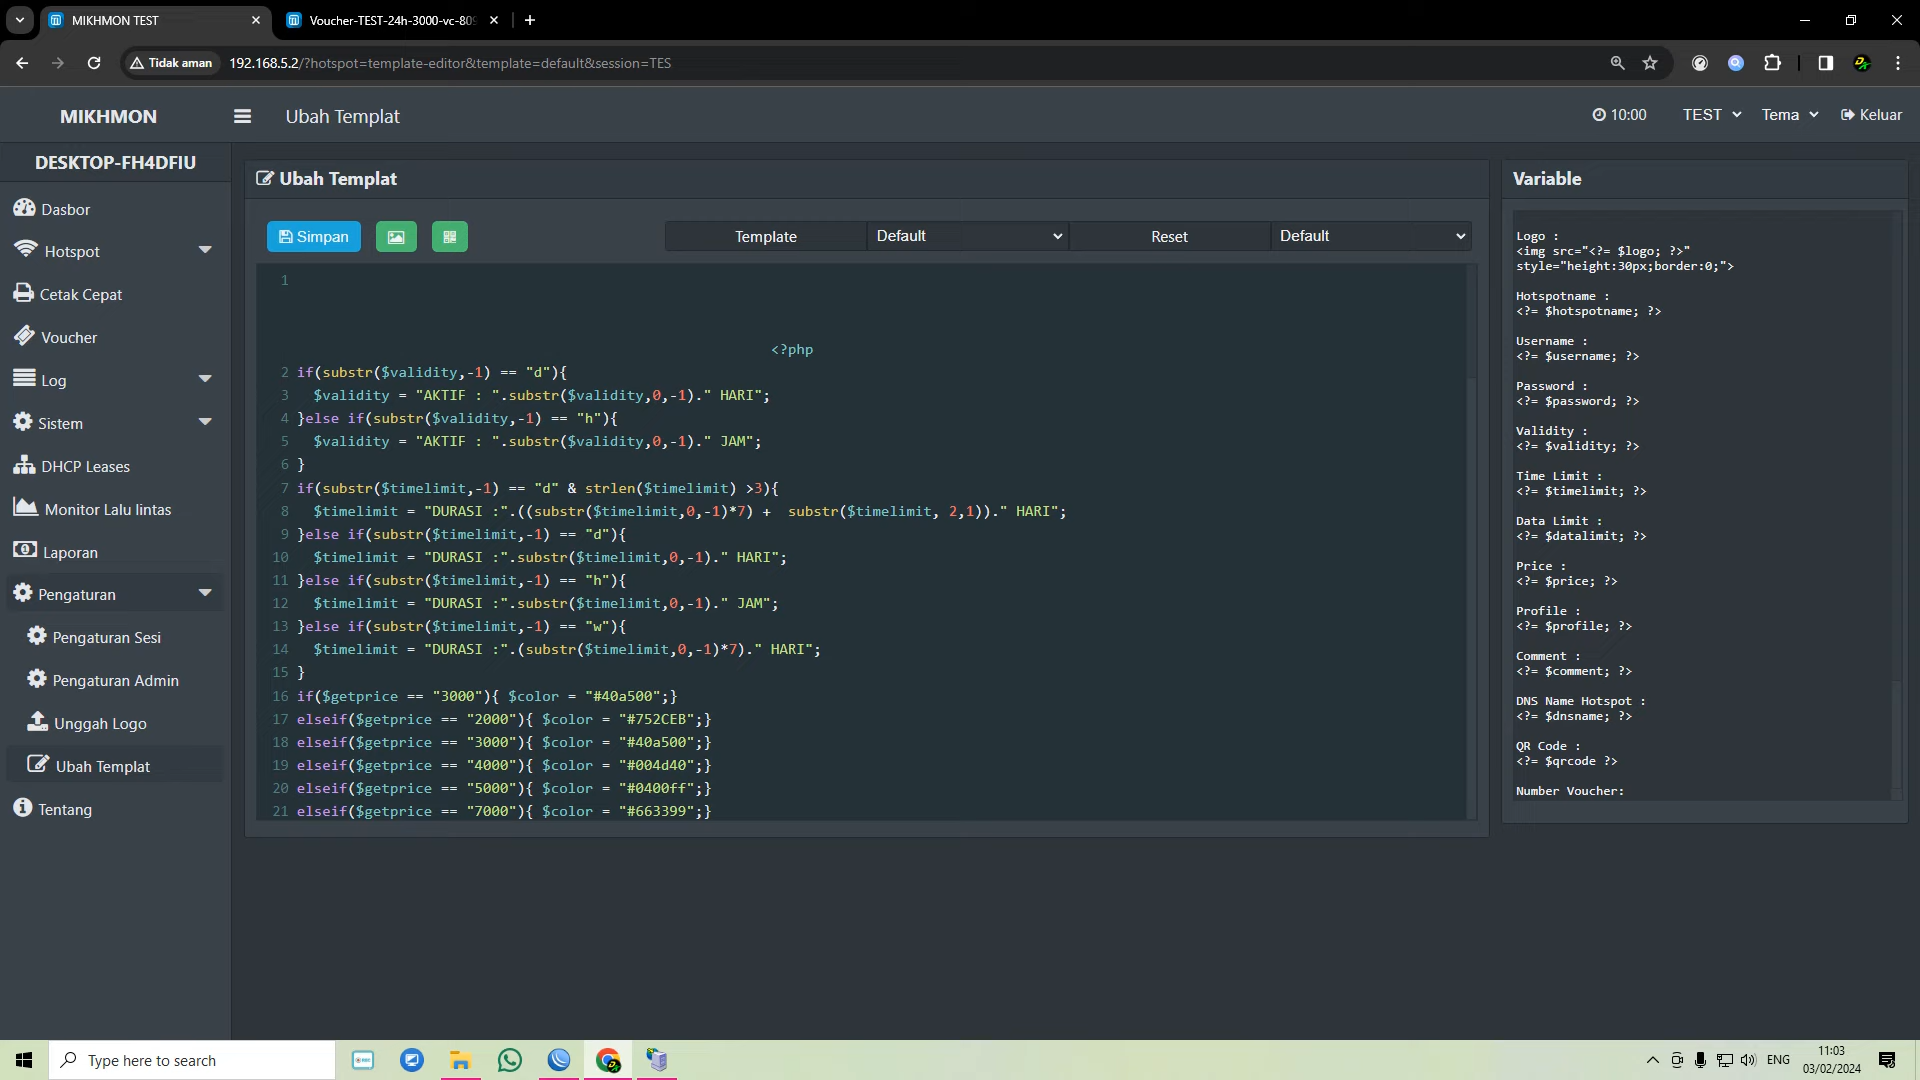 MIKHMON TEST
Voucher-TEST-24h-3000-vc-809
Tidak aman
192.168.5.2/?hotspot=template-editor&template=default&session=TES
MIKHMON
Ubah Templat
10:00
TEST
Tema
Keluar
DESKTOP-FH4DFIU
Dasbor
Hotspot
Cetak Cepat
Voucher
Log
Sistem
DHCP Leases
Monitor Lalu lintas
Laporan
Pengaturan
Pengaturan Sesi
Pengaturan Admin
Unggah Logo
Ubah Templat
Tentang
Ubah Templat
Simpan
Template
Default
Reset
Default
1
<?php
2 if(substr($validity,-1) == "d"){
3 $validity = "AKTIF : ".substr($validity,0,-1)." HARI";
4 }else if(substr($validity,-1) == "h"){
5 $validity = "AKTIF : ".substr($validity,0,-1)." JAM";
6 }
7 if(substr($timelimit,-1) == "d" & strlen($timelimit) >3){
8 $timelimit = "DURASI :".((substr($timelimit,0,-1)*7) +  substr($timelimit, 2,1))." HARI";
9 }else if(substr($timelimit,-1) == "d"){
10 $timelimit = "DURASI :".substr($timelimit,0,-1)." HARI";
11 }else if(substr($timelimit,-1) == "h"){
12 $timelimit = "DURASI :".substr($timelimit,0,-1)." JAM";
13 }else if(substr($timelimit,-1) == "w"){
14 $timelimit = "DURASI :".(substr($timelimit,0,-1)*7)." HARI";
15 }
16 if($getprice == "3000"){ $color = "#40a500";}
17 elseif($getprice == "2000"){ $color = "#752CEB";}
18 elseif($getprice == "3000"){ $color = "#40a500";}
19 elseif($getprice == "4000"){ $color = "#004d40";}
20 elseif($getprice == "5000"){ $color = "#0400ff";}
21 elseif($getprice == "7000"){ $color = "#663399";}
Variable
Logo :
<img src="<?= $logo; ?>"
style="height:30px;border:0;">
Hotspotname :
<?= $hotspotname; ?>
Username :
<?= $username; ?>
Password :
<?= $password; ?>
Validity :
<?= $validity; ?>
Time Limit :
<?= $timelimit; ?>
Data Limit :
<?= $datalimit; ?>
Price :
<?= $price; ?>
Profile :
<?= $profile; ?>
Comment :
<?= $comment; ?>
DNS Name Hotspot :
<?= $dnsname; ?>
QR Code :
<?= $qrcode ?>
Number Voucher:
Type here to search
ENG
11:03
03/02/2024